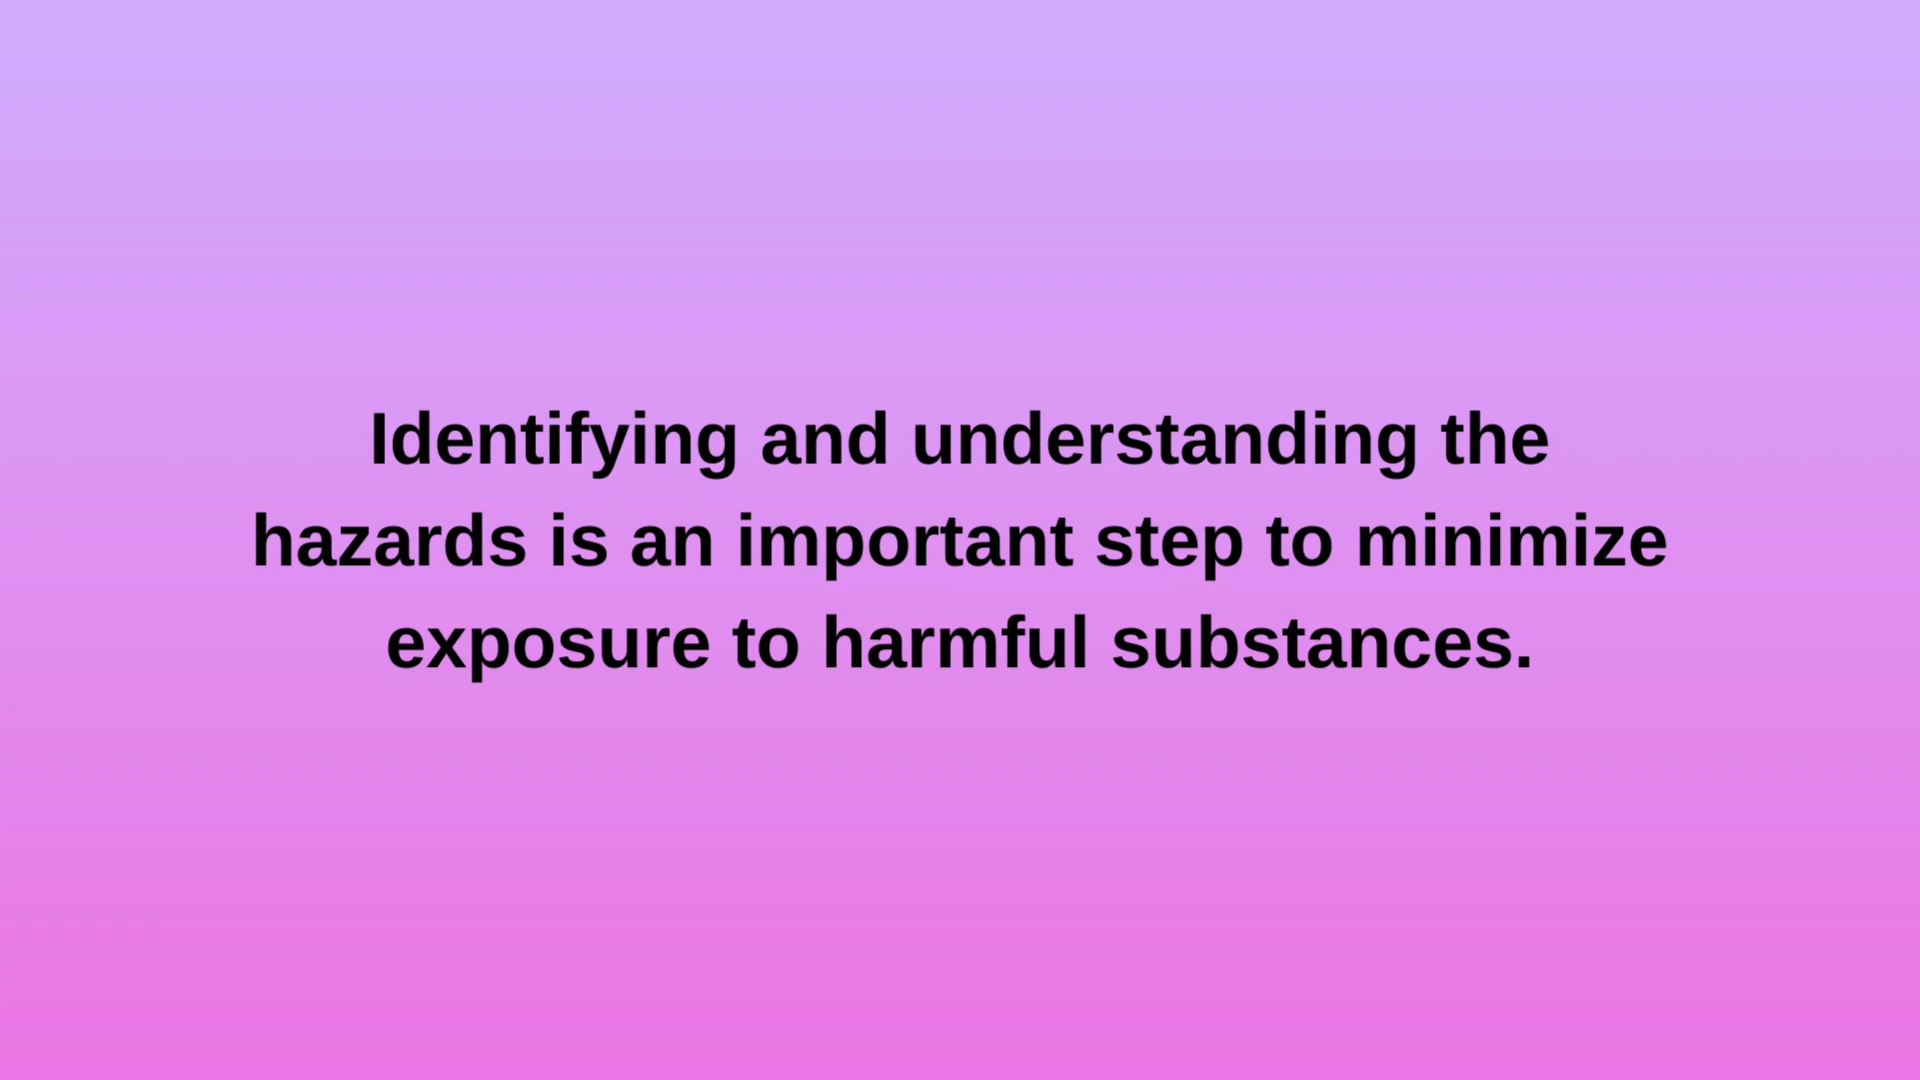 Identifying and understanding the
hazards is an important step to minimize
exposure to harmful substances.